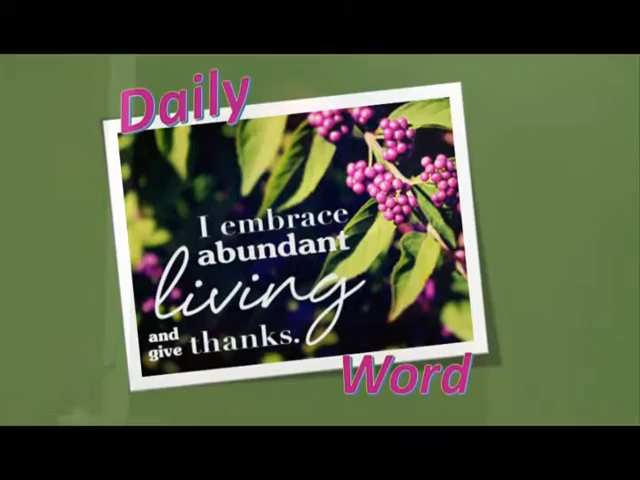 Daily
I embrace
abundant
living
and
give thanks.
Word